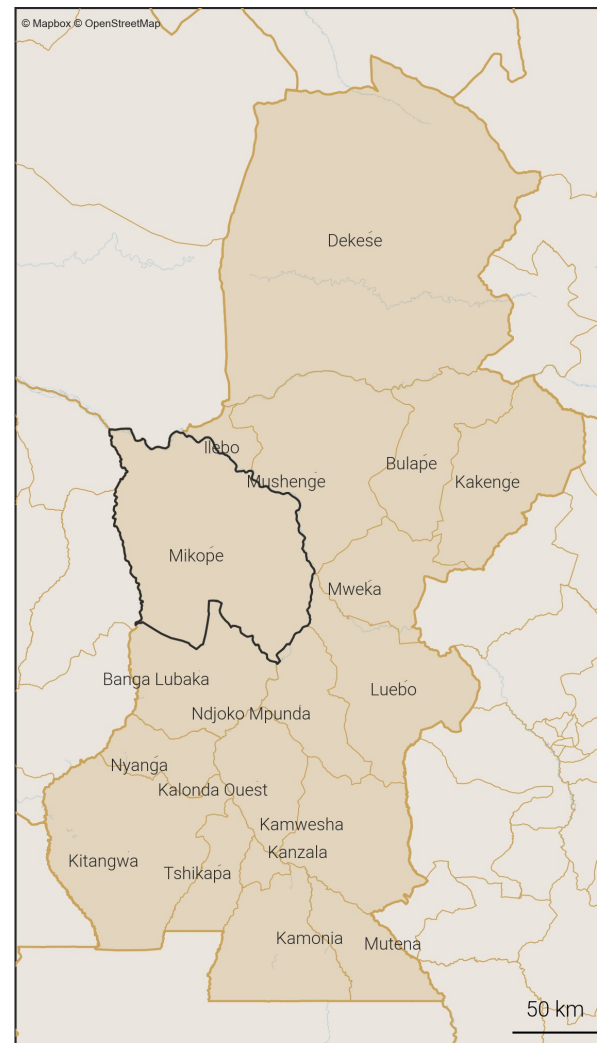 © Mapbox © OpenStreetMap
Dekese
Ilebo
Mushenge
Bulape
Kakenge
Mikope
Mweka
Banga Lubaka
Luebo
Ndjoko Mpunda
Nyanga
Kalonda Ouest
Kamwesha
Kanzala
Kitangwa
Tshikapa
Kamonia
Mutena
50 km